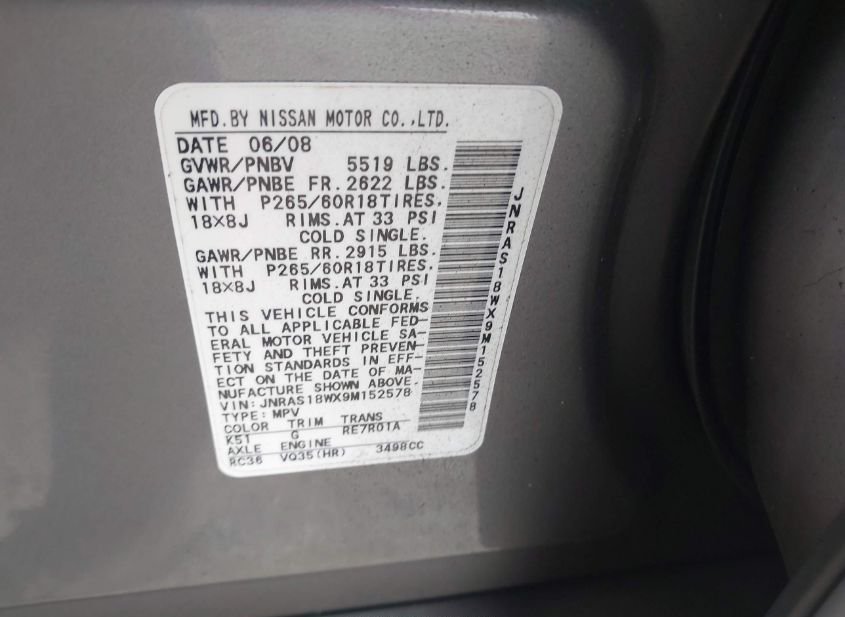 MFD.BY NISSAN MOTOR CO.,LTD.
DATE 06/08
GVWR/PNBV 5519 LBS.
GAWR/PNBE FR.2622 LBS.
WITH P265/60R18TIRES.
18X8J RIMS.AT 33 PSI
COLD SINGLE.
GAWR/PNBE RR.2915 LBS.
WITH P265/60R18TIRES.
18X8J RIMS.AT 33 PSI
COLD SINGLE.
THIS VEHICLE CONFORMS
TO ALL APPLICABLE FED-
ERAL MOTOR VEHICLE SA-
FETY AND THEFT PREVEN-
TION STANDARDS IN EFF-
ECT ON THE DATE OF MA-
NUFACTURE SHOWN ABOVE.
VIN:JNRAS18WX9M152578
TYPE:MPV
COLOR TRIM TRANS
K51 G RE7R01A
AXLE ENGINE
RC36 VQ35(HR) 3498CC
JNRAS18WX9M152578